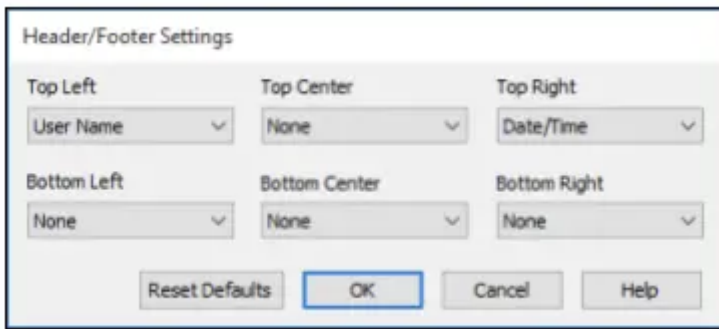 Header/Footer Settings
Top Left Top Center Top Right
User Name None Date/Time
Bottom Left Bottom Center Bottom Right
None None None
Reset Defaults OK Cancel Help